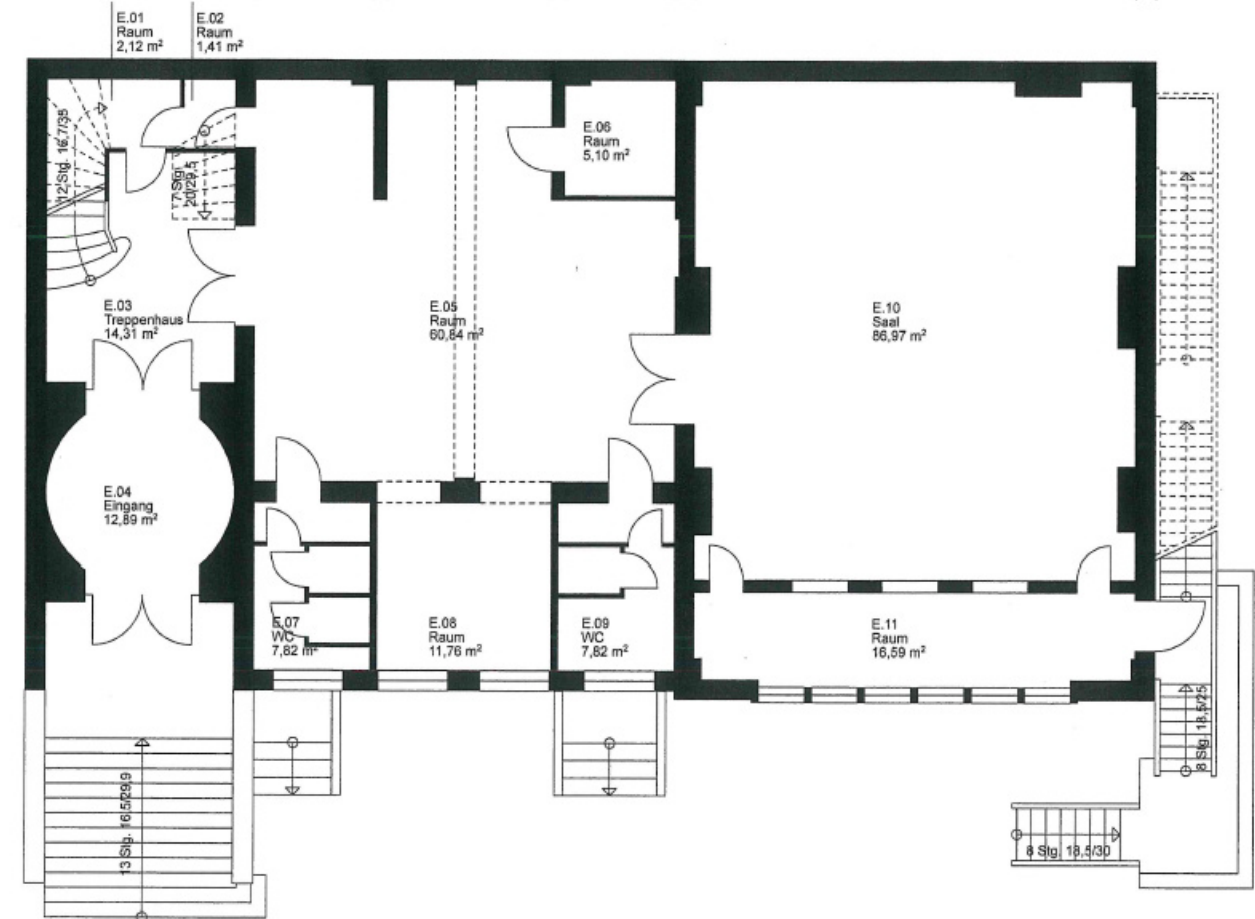 E.01
Raum
2,12 m²
E.02
Raum
1,41 m²
12 Stg. 16,7/35
7 Stg.
20/29,5
E.03
Treppenhaus
14,31 m²
E.04
Eingang
12,89 m²
E.05
Raum
60,84 m²
E.06
Raum
5,10 m²
E.10
Saal
86,97 m²
E.07
WC
7,82 m²
E.08
Raum
11,76 m²
E.09
WC
7,82 m²
E.11
Raum
16,59 m²
13 Stg. 16,5/29,9
8 Stg. 18,5/25
8 Stg. 18,5/30